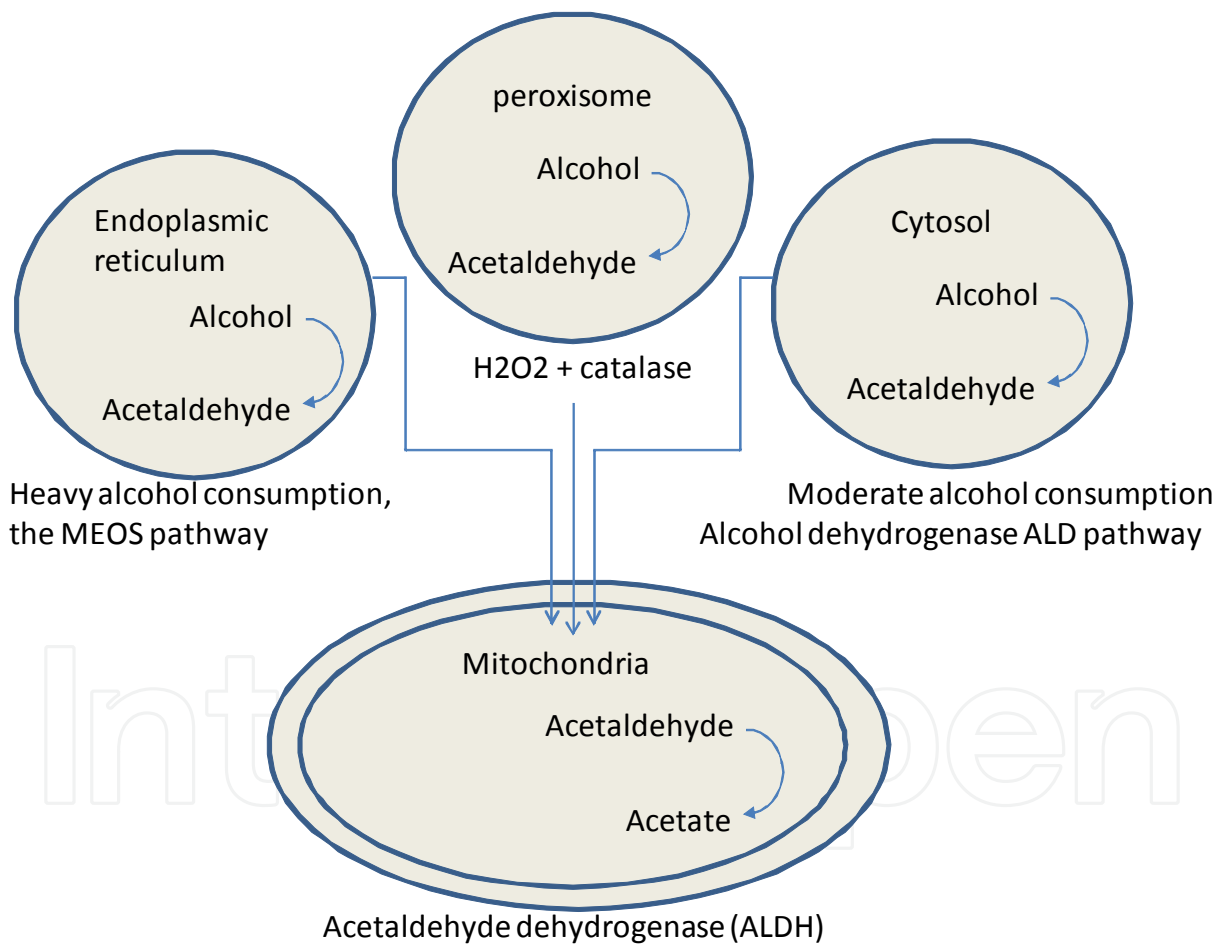 peroxisome
Alcohol
Acetaldehyde
H2O2 + catalase
Endoplasmic
reticulum
Alcohol
Acetaldehyde
Heavy alcohol consumption,
the MEOS pathway
Cytosol
Alcohol
Acetaldehyde
Moderate alcohol consumption
Alcohol dehydrogenase ALD pathway
Mitochondria
Acetaldehyde
Acetate
Acetaldehyde dehydrogenase (ALDH)